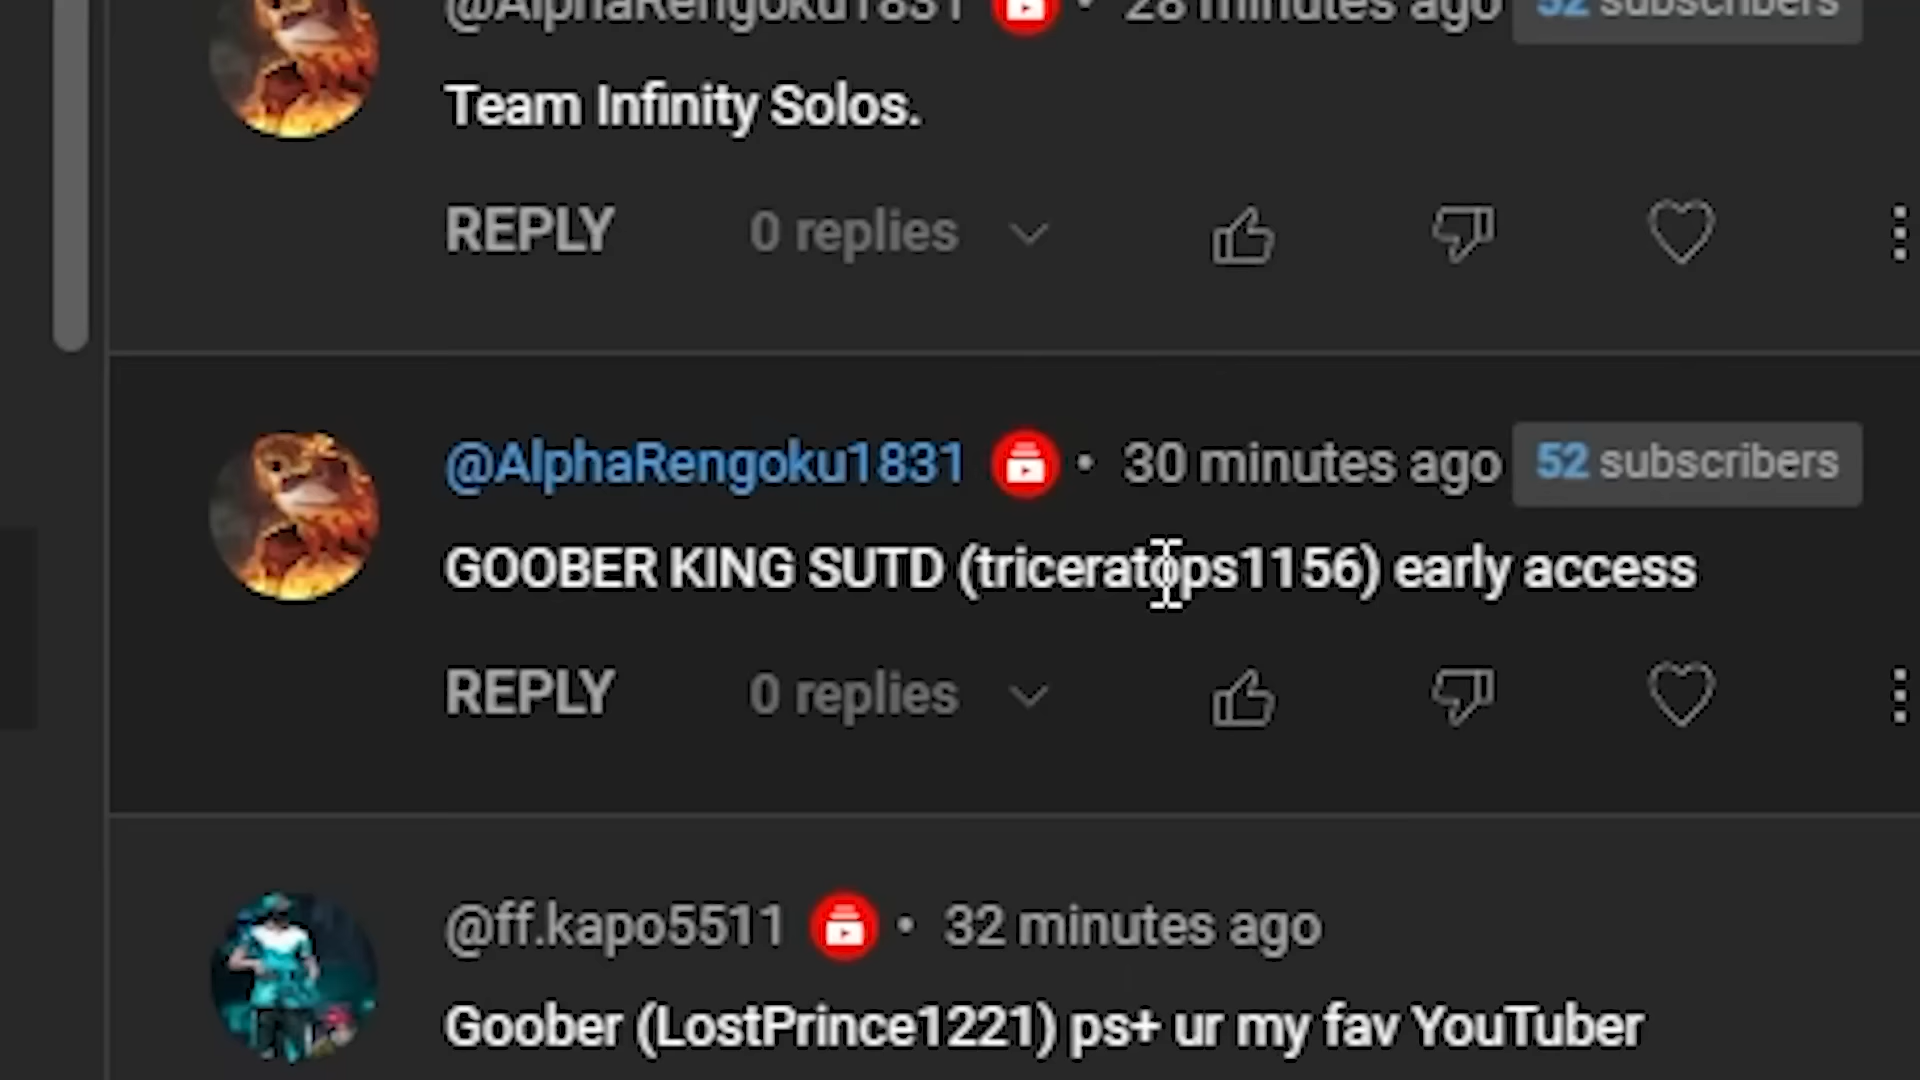 @AlphaRengoku1831 • 28 minutes ago 52 subscribers
Team Infinity Solos.
REPLY 0 replies
@AlphaRengoku1831 • 30 minutes ago 52 subscribers
GOOBER KING SUTD (triceratops1156) early access
REPLY 0 replies
@ff.kapo5511 • 32 minutes ago
Goober (LostPrince1221) ps+ ur my fav YouTuber